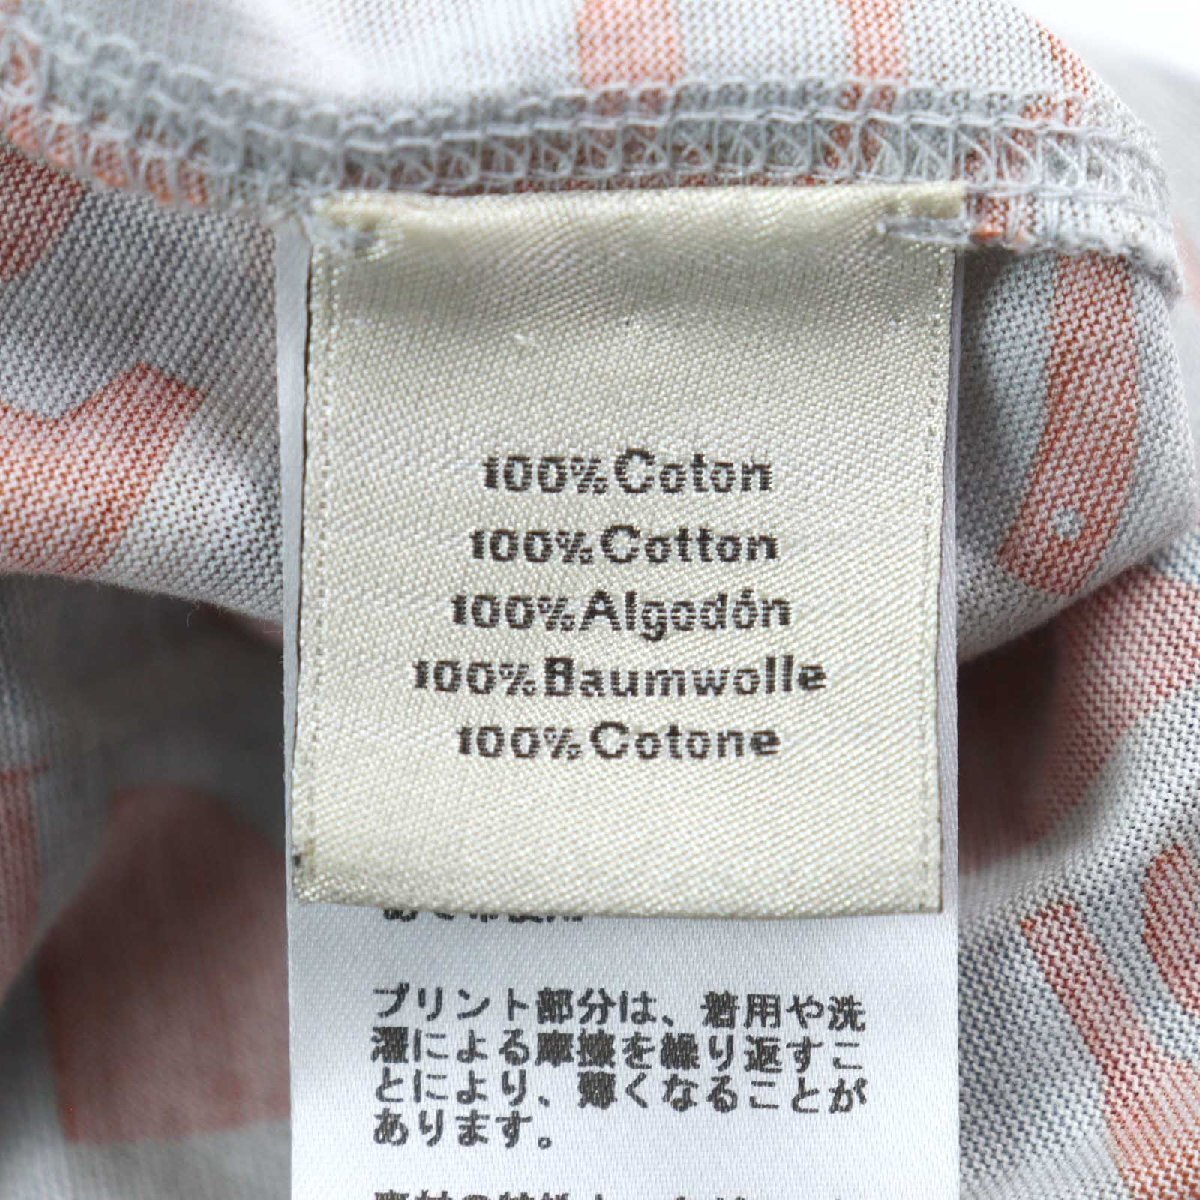 100% Coton
100% Cotton
100% Algodón
100% Baumwolle
100% Cotone
プリント部分は、着用や洗
濯による摩擦を繰り返すこ
とにより、薄くなることが
あります。